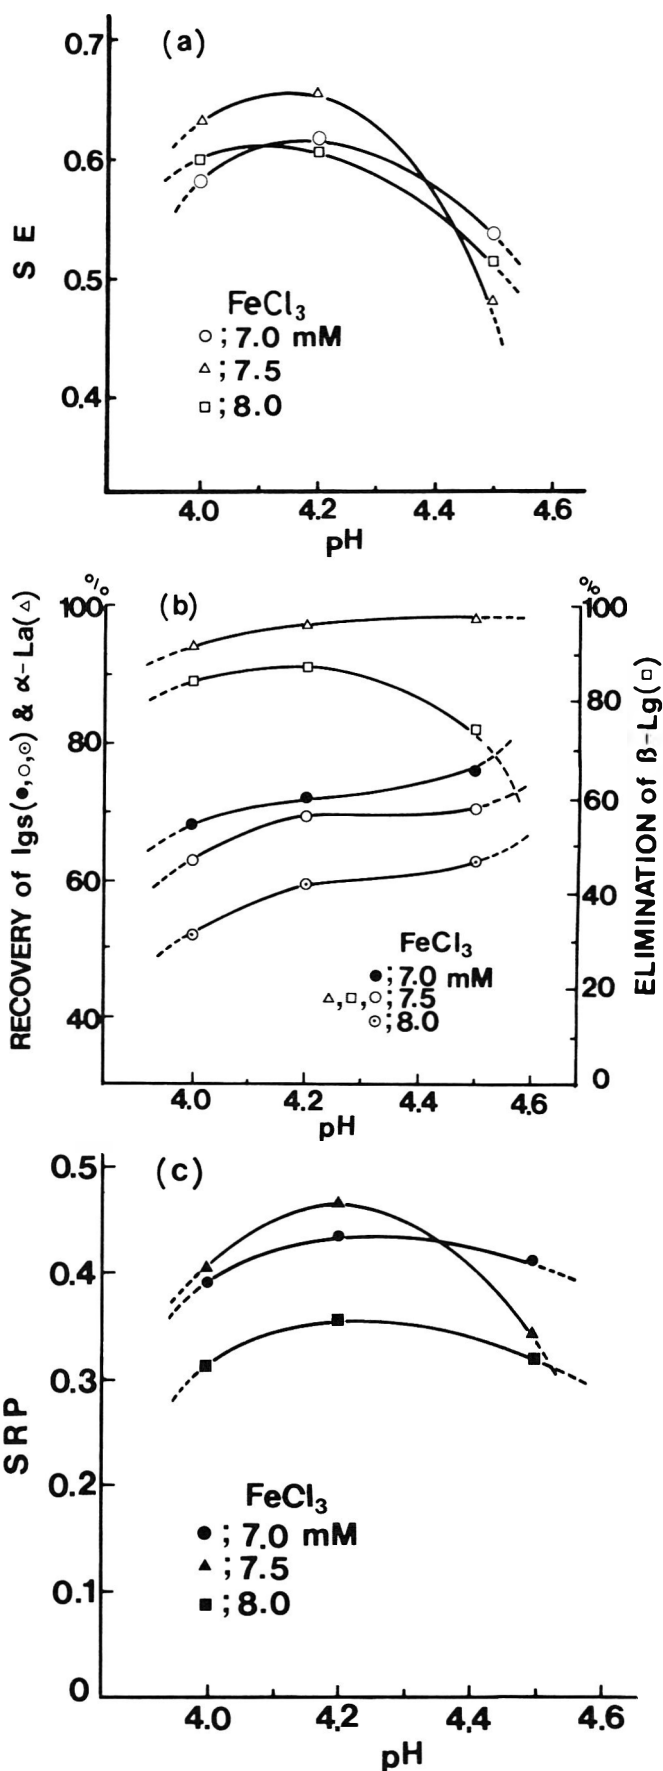 (a)
0.7
0.6
0.5
0.4
S E
FeCl3
○ ; 7.0 mM
△ ; 7.5
□ ; 8.0
4.0 4.2 4.4 4.6
pH
% %
(b)
100 100
80 80
60 60
40 40
20
0
RECOVERY of Igs(●,○,⊙) & α-La(△)
ELIMINATION of ß-Lg(□)
FeCl3
● ; 7.0 mM
△,□,○ ; 7.5
⊙ ; 8.0
4.0 4.2 4.4 4.6
pH
(c)
0.5
0.4
0.3
0.2
0.1
0
SRP
FeCl3
● ; 7.0 mM
▲ ; 7.5
■ ; 8.0
4.0 4.2 4.4 4.6
pH